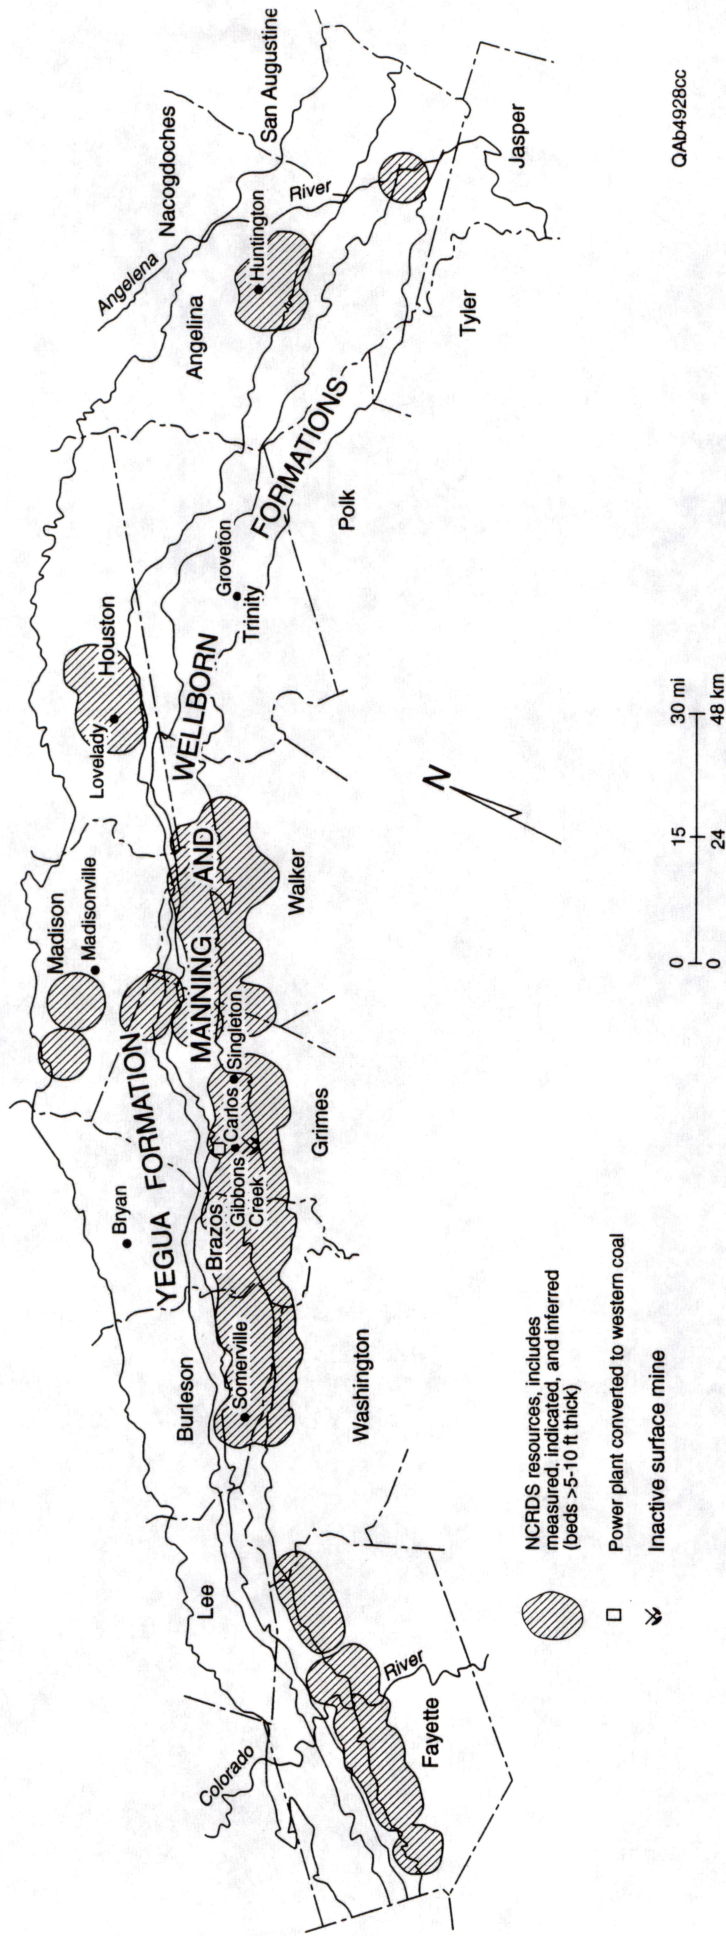 San Augustine
Nacogdoches
Angelena
River
Huntington
Angelina
Jasper
Tyler
YEGUA FORMATION
MANNING AND WELLBORN FORMATIONS
Polk
Groveton
Trinity
Houston
Lovelady
Madison
Madisonville
Walker
Singleton
Carlos
Gibbons
Creek
Grimes
Brazos
Bryan
Somerville
Burleson
Washington
Lee
Colorado
River
Fayette
N
0 15 30 mi
0 24 48 km
NCRDS resources, includes
measured, indicated, and inferred
(beds >5-10 ft thick)
Power plant converted to western coal
Inactive surface mine
QAb4928cc